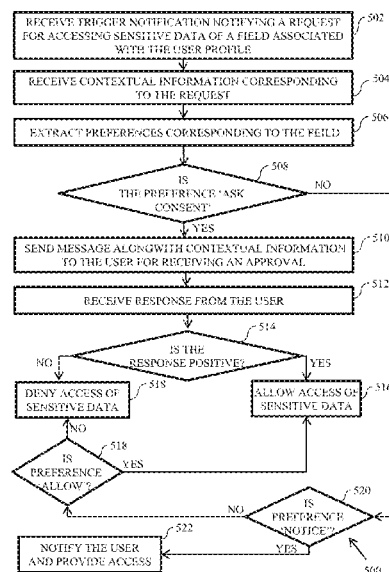 RECEIVE TRIGGER NOTIFICATION NOTIFYING A REQUEST
FOR ACCESSING SENSITIVE DATA OF A FIELD ASSOCIATED
WITH THE USER PROFILE
502
RECEIVE CONTEXTUAL INFORMATION CORRESPONDING
TO THE REQUEST
504
EXTRACT PREFERENCES CORRESPONDING TO THE FEILD
506
508
IS
THE PREFERENCE 'ASK
CONSENT'
NO
YES
SEND MESSAGE ALONGWITH CONTEXTUAL INFORMATION
TO THE USER FOR RECEIVING AN APPROVAL
510
RECEIVE RESPONSE FROM THE USER
512
514
IS THE
RESPONSE POSITIVE?
NO
YES
DENY ACCESS OF
SENSITIVE DATA
518
ALLOW ACCESS OF
SENSITIVE DATA
516
NO
518
IS
PREFERENCE
'ALLOW'?
YES
520
IS
PREFERENCE
'NOTICE'?
NO
YES
522
NOTIFY THE USER
AND PROVIDE ACCESS
500